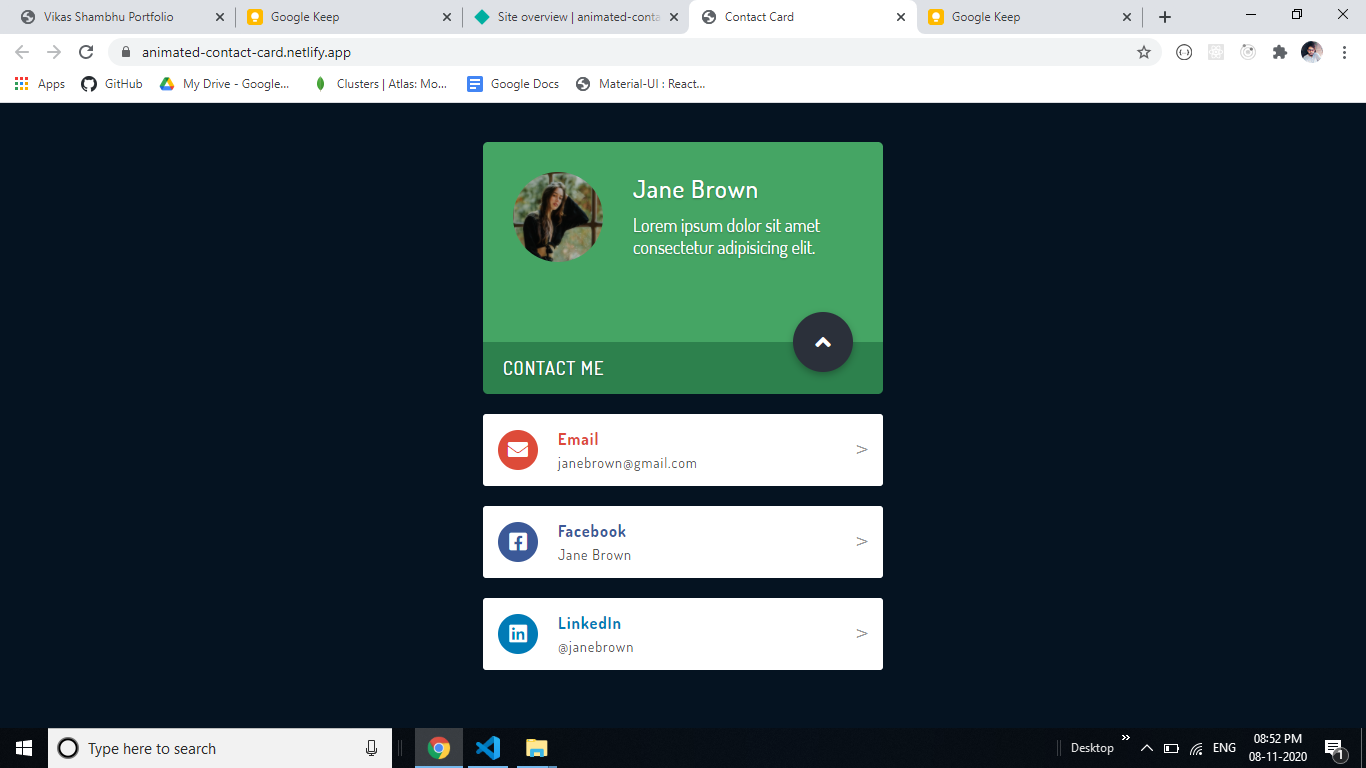 Vikas Shambhu Portfolio
Google Keep
Site overview | animated-conta
Contact Card
Google Keep
animated-contact-card.netlify.app
Apps
GitHub
My Drive - Google...
Clusters | Atlas: Mo...
Google Docs
Material-UI : React...
Jane Brown
Lorem ipsum dolor sit amet
consectetur adipisicing elit.
CONTACT ME
Email
janebrown@gmail.com
>
Facebook
Jane Brown
>
LinkedIn
@janebrown
>
Type here to search
Desktop
ENG
08:52 PM
08-11-2020
1